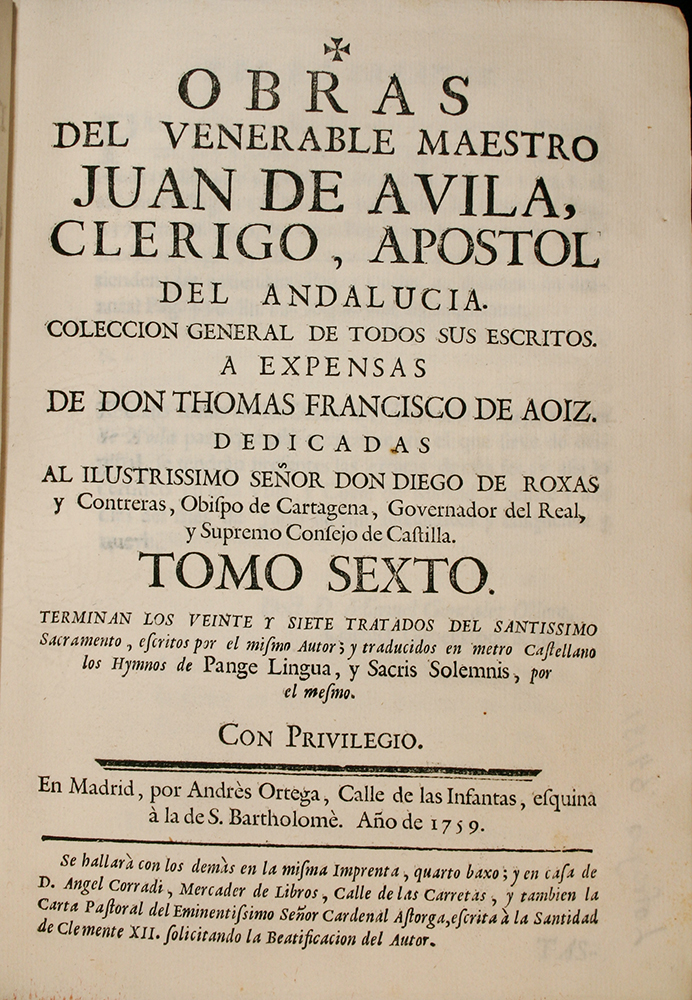 OBRAS
DEL VENERABLE MAESTRO
JUAN DE AVILA,
CLERIGO, APOSTOL
DEL ANDALUCIA.
COLECCION GENERAL DE TODOS SUS ESCRITOS.
A EXPENSAS
DE DON THOMAS FRANCISCO DE AOIZ.
DEDICADAS
AL ILUSTRISSIMO SEÑOR DON DIEGO DE ROXAS
y Contreras, Obiſpo de Cartagena, Governador del Real,
y Supremo Conſejo de Caſtilla.
TOMO SEXTO.
TERMINAN LOS VEINTE Y SIETE TRATADOS DEL SANTISSIMO
Sacramento, eſcritos por el miſmo Autor; y traducidos en metro Caſtellano
los Hymnos de Pange Lingua, y Sacris Solemnis, por
el meſmo.
CON PRIVILEGIO.
En Madrid, por Andrès Ortega, Calle de las Infantas, eſquina
à la de S. Bartholomè. Año de 1759.
Se hallarà con los demàs en la miſma Imprenta, quarto baxo; y en caſa de
D. Angel Corradi, Mercader de Libros, Calle de las Carretas, y tambien la
Carta Paſtoral del Eminentiſsimo Señor Cardenal Aſtorga, eſcrita à la Santidad
de Clemente XII. ſolicitando la Beatificacion del Autor.